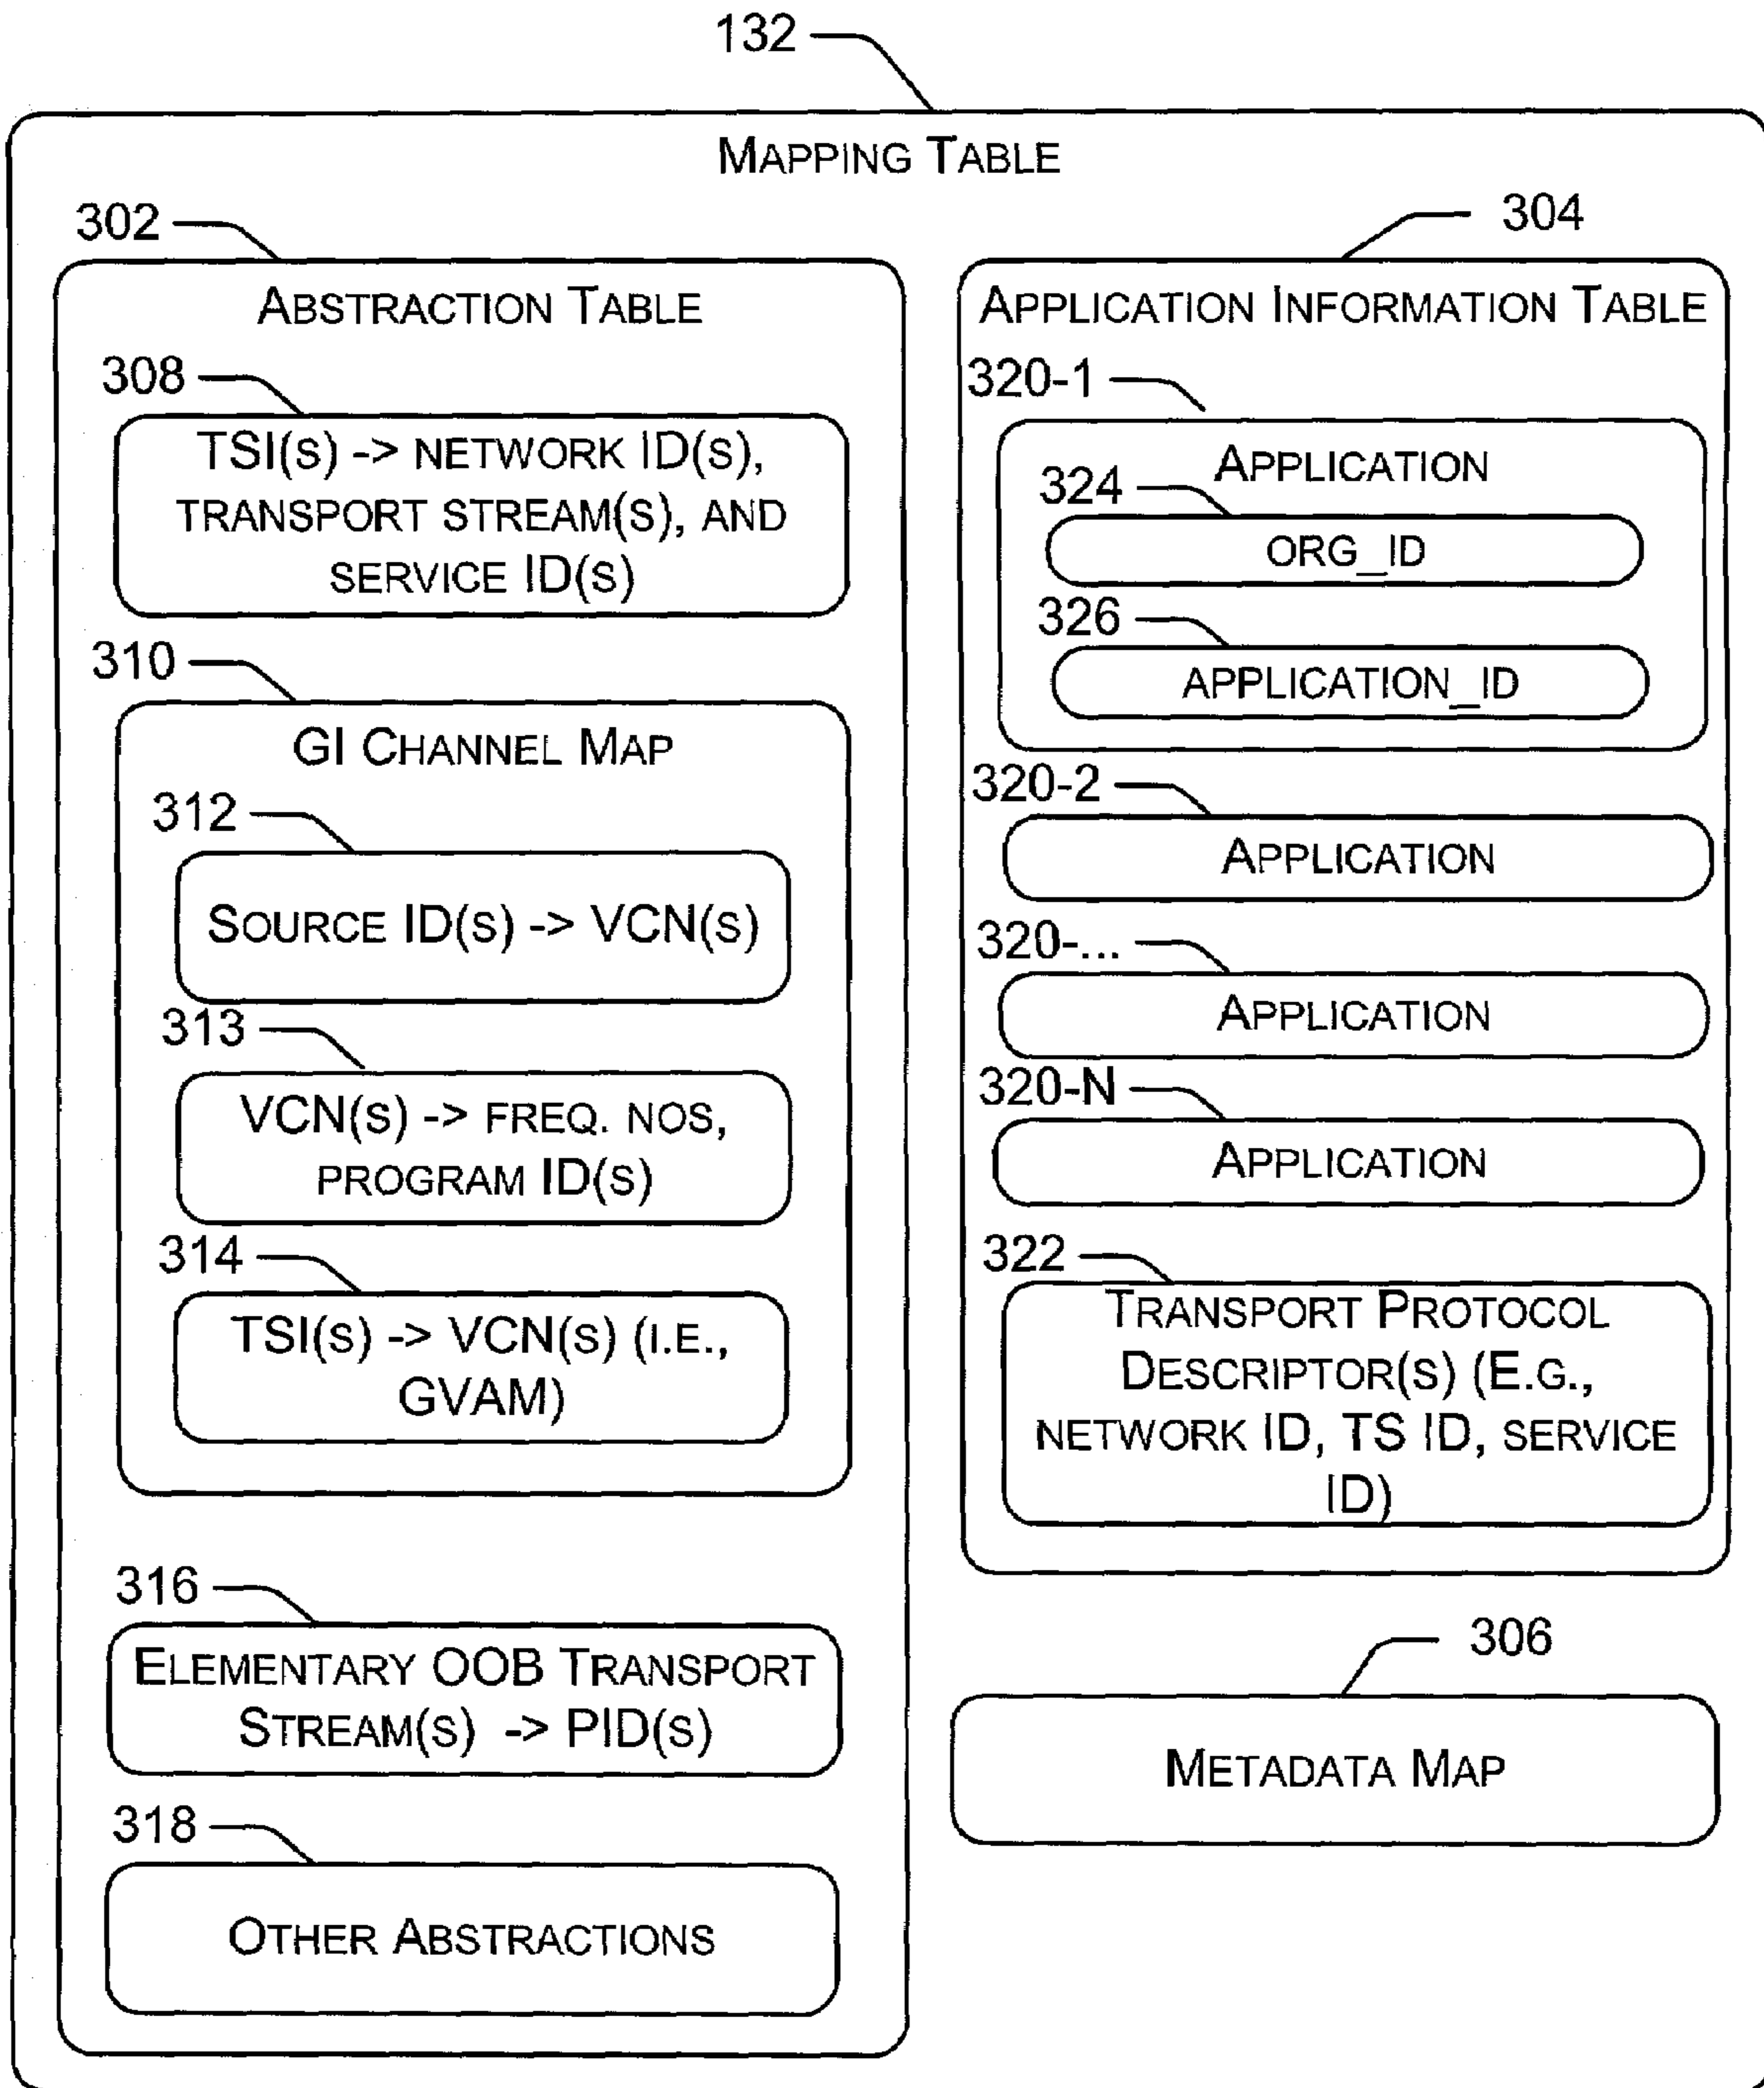 132
MAPPING TABLE
302
ABSTRACTION TABLE
308
TSI(S) -> NETWORK ID(S),
TRANSPORT STREAM(S), AND
SERVICE ID(S)
310
GI CHANNEL MAP
312
SOURCE ID(S) -> VCN(S)
313
VCN(S) -> FREQ. NOS,
PROGRAM ID(S)
314
TSI(S) -> VCN(S) (I.E.,
GVAM)
316
ELEMENTARY OOB TRANSPORT
STREAM(S) -> PID(S)
318
OTHER ABSTRACTIONS
304
APPLICATION INFORMATION TABLE
320-1
APPLICATION
324
ORG_ID
326
APPLICATION_ID
320-2
APPLICATION
320-...
APPLICATION
320-N
APPLICATION
322
TRANSPORT PROTOCOL
DESCRIPTOR(S) (E.G.,
NETWORK ID, TS ID, SERVICE
ID)
306
METADATA MAP